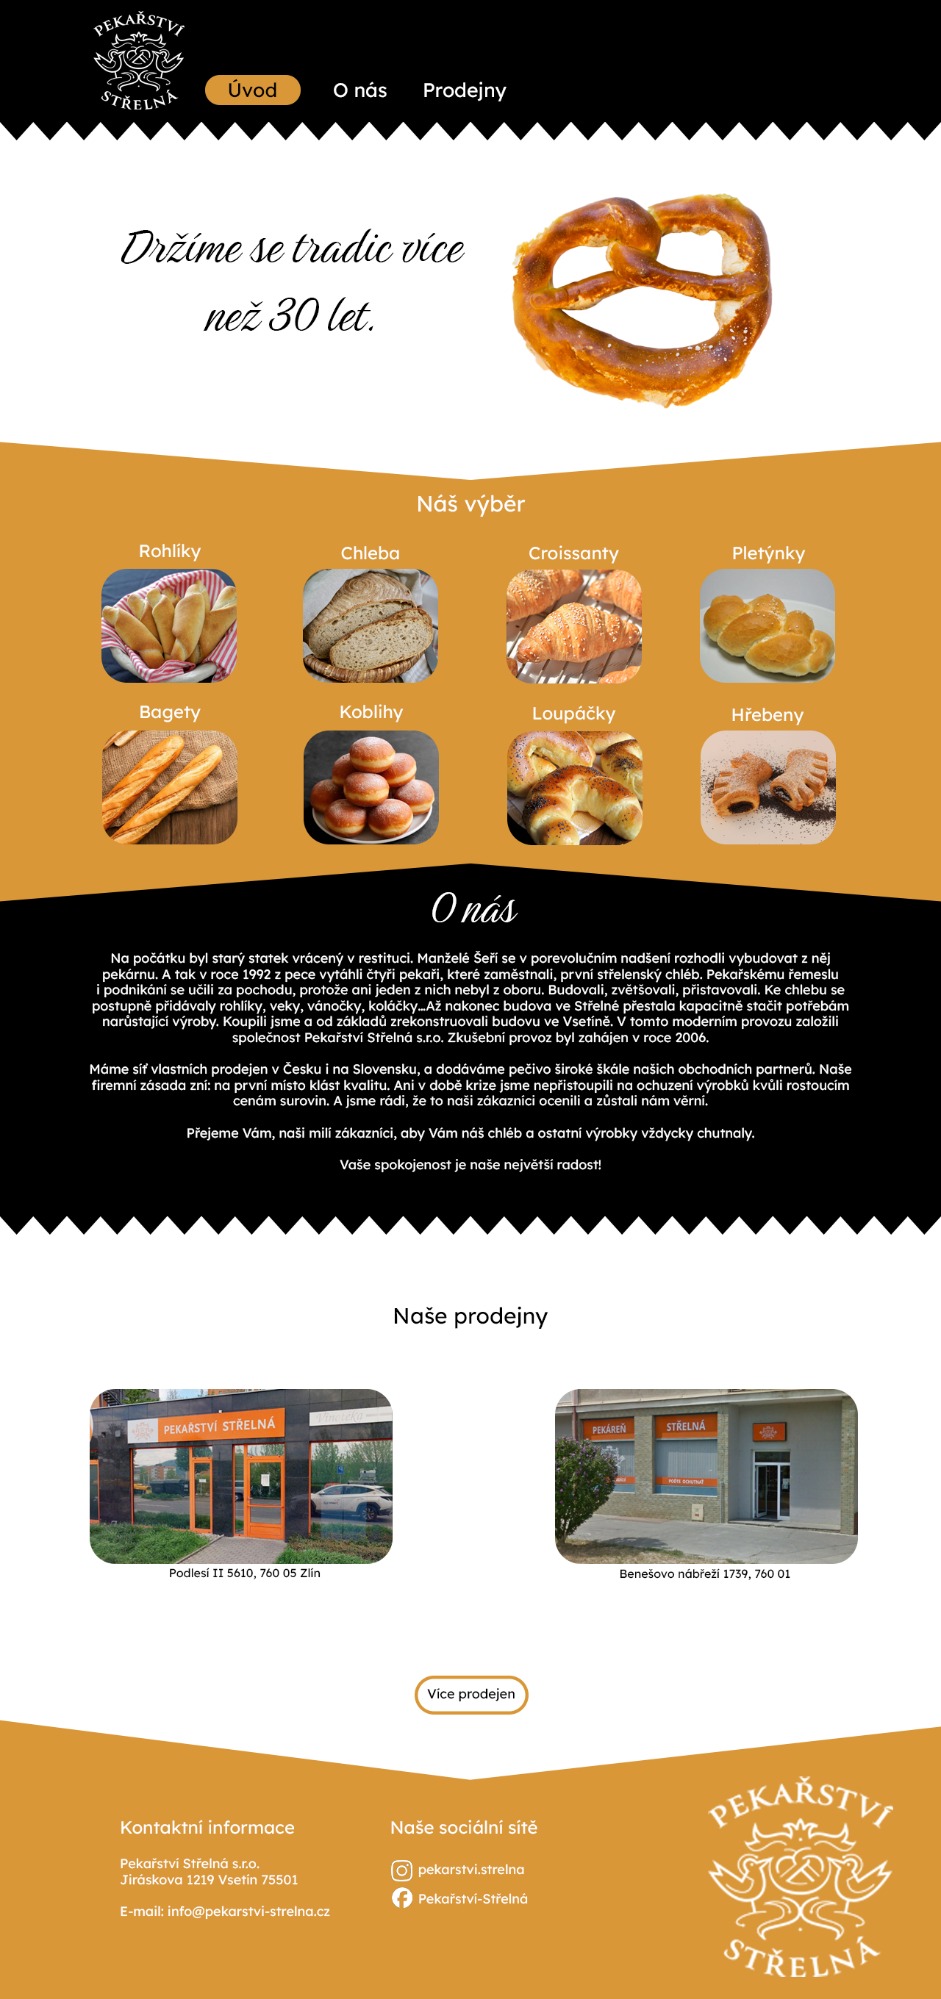 PEKAŘSTVÍ
STŘELNÁ
Úvod
O nás
Prodejny
Držíme se tradic více
než 30 let.
Náš výběr
Rohlíky
Chleba
Croissanty
Pletýnky
Bagety
Koblihy
Loupáčky
Hřebeny
O nás
Na počátku byl starý statek vrácený v restituci. Manželé Šeří se v porevolučním nadšení rozhodli vybudovat z něj
pekárnu. A tak v roce 1992 z pece vytáhli čtyři pekaři, které zaměstnali, první střelenský chléb. Pekařskému řemeslu
i podnikání se učili za pochodu, protože ani jeden z nich nebyl z oboru. Budovali, zvětšovali, přistavovali. Ke chlebu se
postupně přidávaly rohlíky, veky, vánočky, koláčky...Až nakonec budova ve Střelné přestala kapacitně stačit potřebám
narůstající výroby. Koupili jsme a od základů zrekonstruovali budovu ve Vsetíně. V tomto moderním provozu založili
společnost Pekařství Střelná s.r.o. Zkušební provoz byl zahájen v roce 2006.
Máme síť vlastních prodejen v Česku i na Slovensku, a dodáváme pečivo široké škále našich obchodních partnerů. Naše
firemní zásada zní: na první místo klást kvalitu. Ani v době krize jsme nepřistoupili na ochuzení výrobků kvůli rostoucím
cenám surovin. A jsme rádi, že to naši zákazníci ocenili a zůstali nám věrní.
Přejeme Vám, naši milí zákazníci, aby Vám náš chléb a ostatní výrobky vždycky chutnaly.
Vaše spokojenost je naše největší radost!
Naše prodejny
PEKAŘSTVÍ STŘELNÁ
Vinotéka
PEKÁREŇ
STŘELNÁ
Podlesí II 5610, 760 05 Zlín
Benešovo nábřeží 1739, 760 01
Více prodejen
Kontaktní informace
Pekařství Střelná s.r.o.
Jiráskova 1219 Vsetín 75501
E-mail: info@pekarstvi-strelna.cz
Naše sociální sítě
pekarstvi.strelna
Pekařství-Střelná
PEKAŘSTVÍ
STŘELNÁ